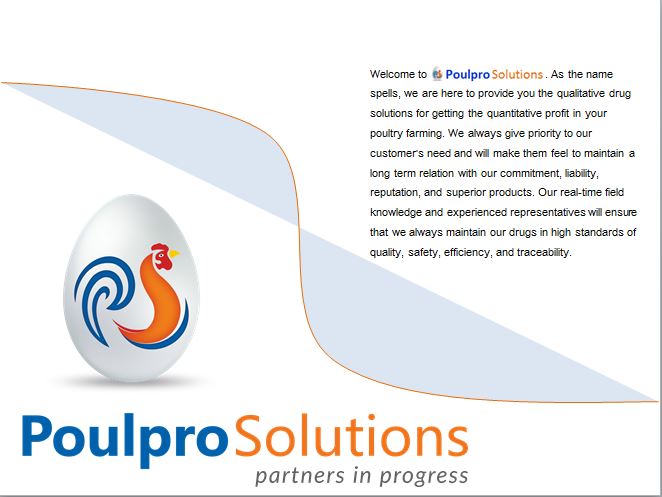 Welcome to Poulpro Solutions. As the name
spells, we are here to provide you the qualitative drug
solutions for getting the quantitative profit in your
poultry farming. We always give priority to our
customer's need and will make them feel to maintain a
long term relation with our commitment, liability,
reputation, and superior products. Our real-time field
knowledge and experienced representatives will ensure
that we always maintain our drugs in high standards of
quality, safety, efficiency, and traceability.
Poulpro Solutions
partners in progress